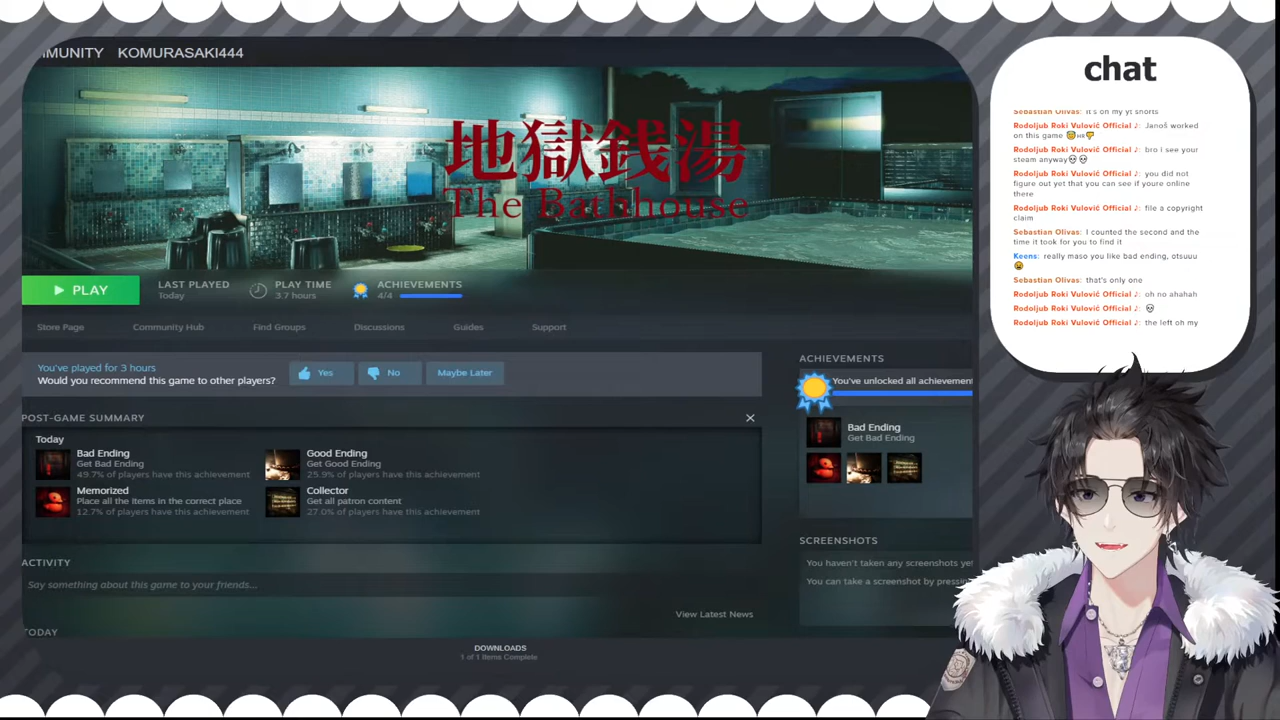 MUNITY KOMURASAKI444
地獄銭湯
The Bathhouse
PLAY
LAST PLAYED
Today
PLAY TIME
3.7 hours
ACHIEVEMENTS
4/4
Store Page
Community Hub
Find Groups
Discussions
Guides
Support
You've played for 3 hours
Would you recommend this game to other players?
Yes
No
Maybe Later
POST-GAME SUMMARY
Today
Bad Ending
Get Bad Ending
49.7% of players have this achievement
Good Ending
Get Good Ending
25.9% of players have this achievement
Memorized
Place all the items in the correct place
12.7% of players have this achievement
Collector
Get all patron content
27.0% of players have this achievement
ACTIVITY
Say something about this game to your friends...
View Latest News
TODAY
DOWNLOADS
1 of 1 Items Complete
ACHIEVEMENTS
You've unlocked all achievement
Bad Ending
Get Bad Ending
SCREENSHOTS
You haven't taken any screenshots yet
You can take a screenshot by pressin
chat
Sebastian Olivas: it's on my yt shorts
Rodoljub Roki Vulović Official ♪: Janoš worked
on this game
Rodoljub Roki Vulović Official ♪: bro i see your
steam anyway💀💀
Rodoljub Roki Vulović Official ♪: you did not
figure out yet that you can see if youre online
there
Rodoljub Roki Vulović Official ♪: file a copyright
claim
Sebastian Olivas: I counted the second and the
time it took for you to find it
Keens: really maso you like bad ending, otsuuu
Sebastian Olivas: that's only one
Rodoljub Roki Vulović Official ♪: oh no ahahah
Rodoljub Roki Vulović Official ♪: 💀
Rodoljub Roki Vulović Official ♪: the left oh my